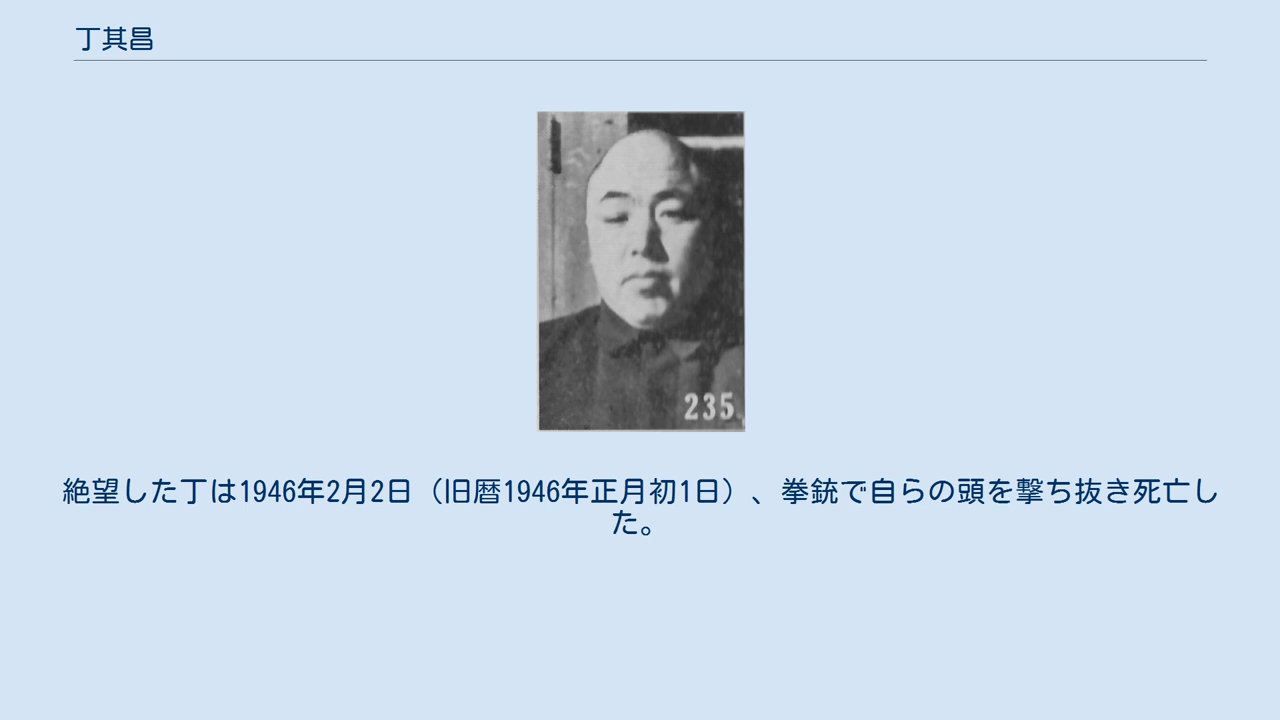 丁其昌
235
絶望した丁は1946年2月2日（旧暦1946年正月初1日）、拳銃で自らの頭を撃ち抜き死亡し
た。